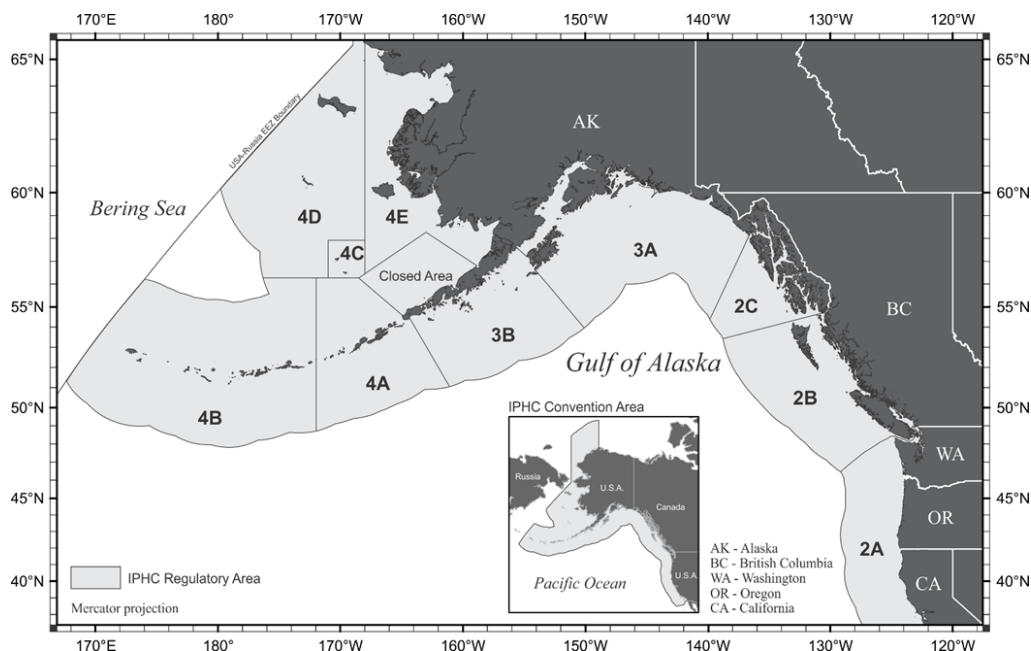 170°E 180° 170°W 160°W 150°W 140°W 130°W 120°W
65°N 65°N
USA-Russia EEZ Boundary
AK
60°N 60°N
Bering Sea
4D 4E
4C
3A
Closed Area
55°N 55°N
2C
BC
3B
Gulf of Alaska
4A
2B
50°N 50°N
4B
IPHC Convention Area
WA
Russia
U.S.A.
Canada
45°N 45°N
OR
2A
AK - Alaska
BC - British Columbia
WA - Washington
OR - Oregon
CA - California
U.S.A.
Pacific Ocean
CA
IPHC Regulatory Area
40°N 40°N
Mercator projection
170°E 180° 170°W 160°W 150°W 140°W 130°W 120°W